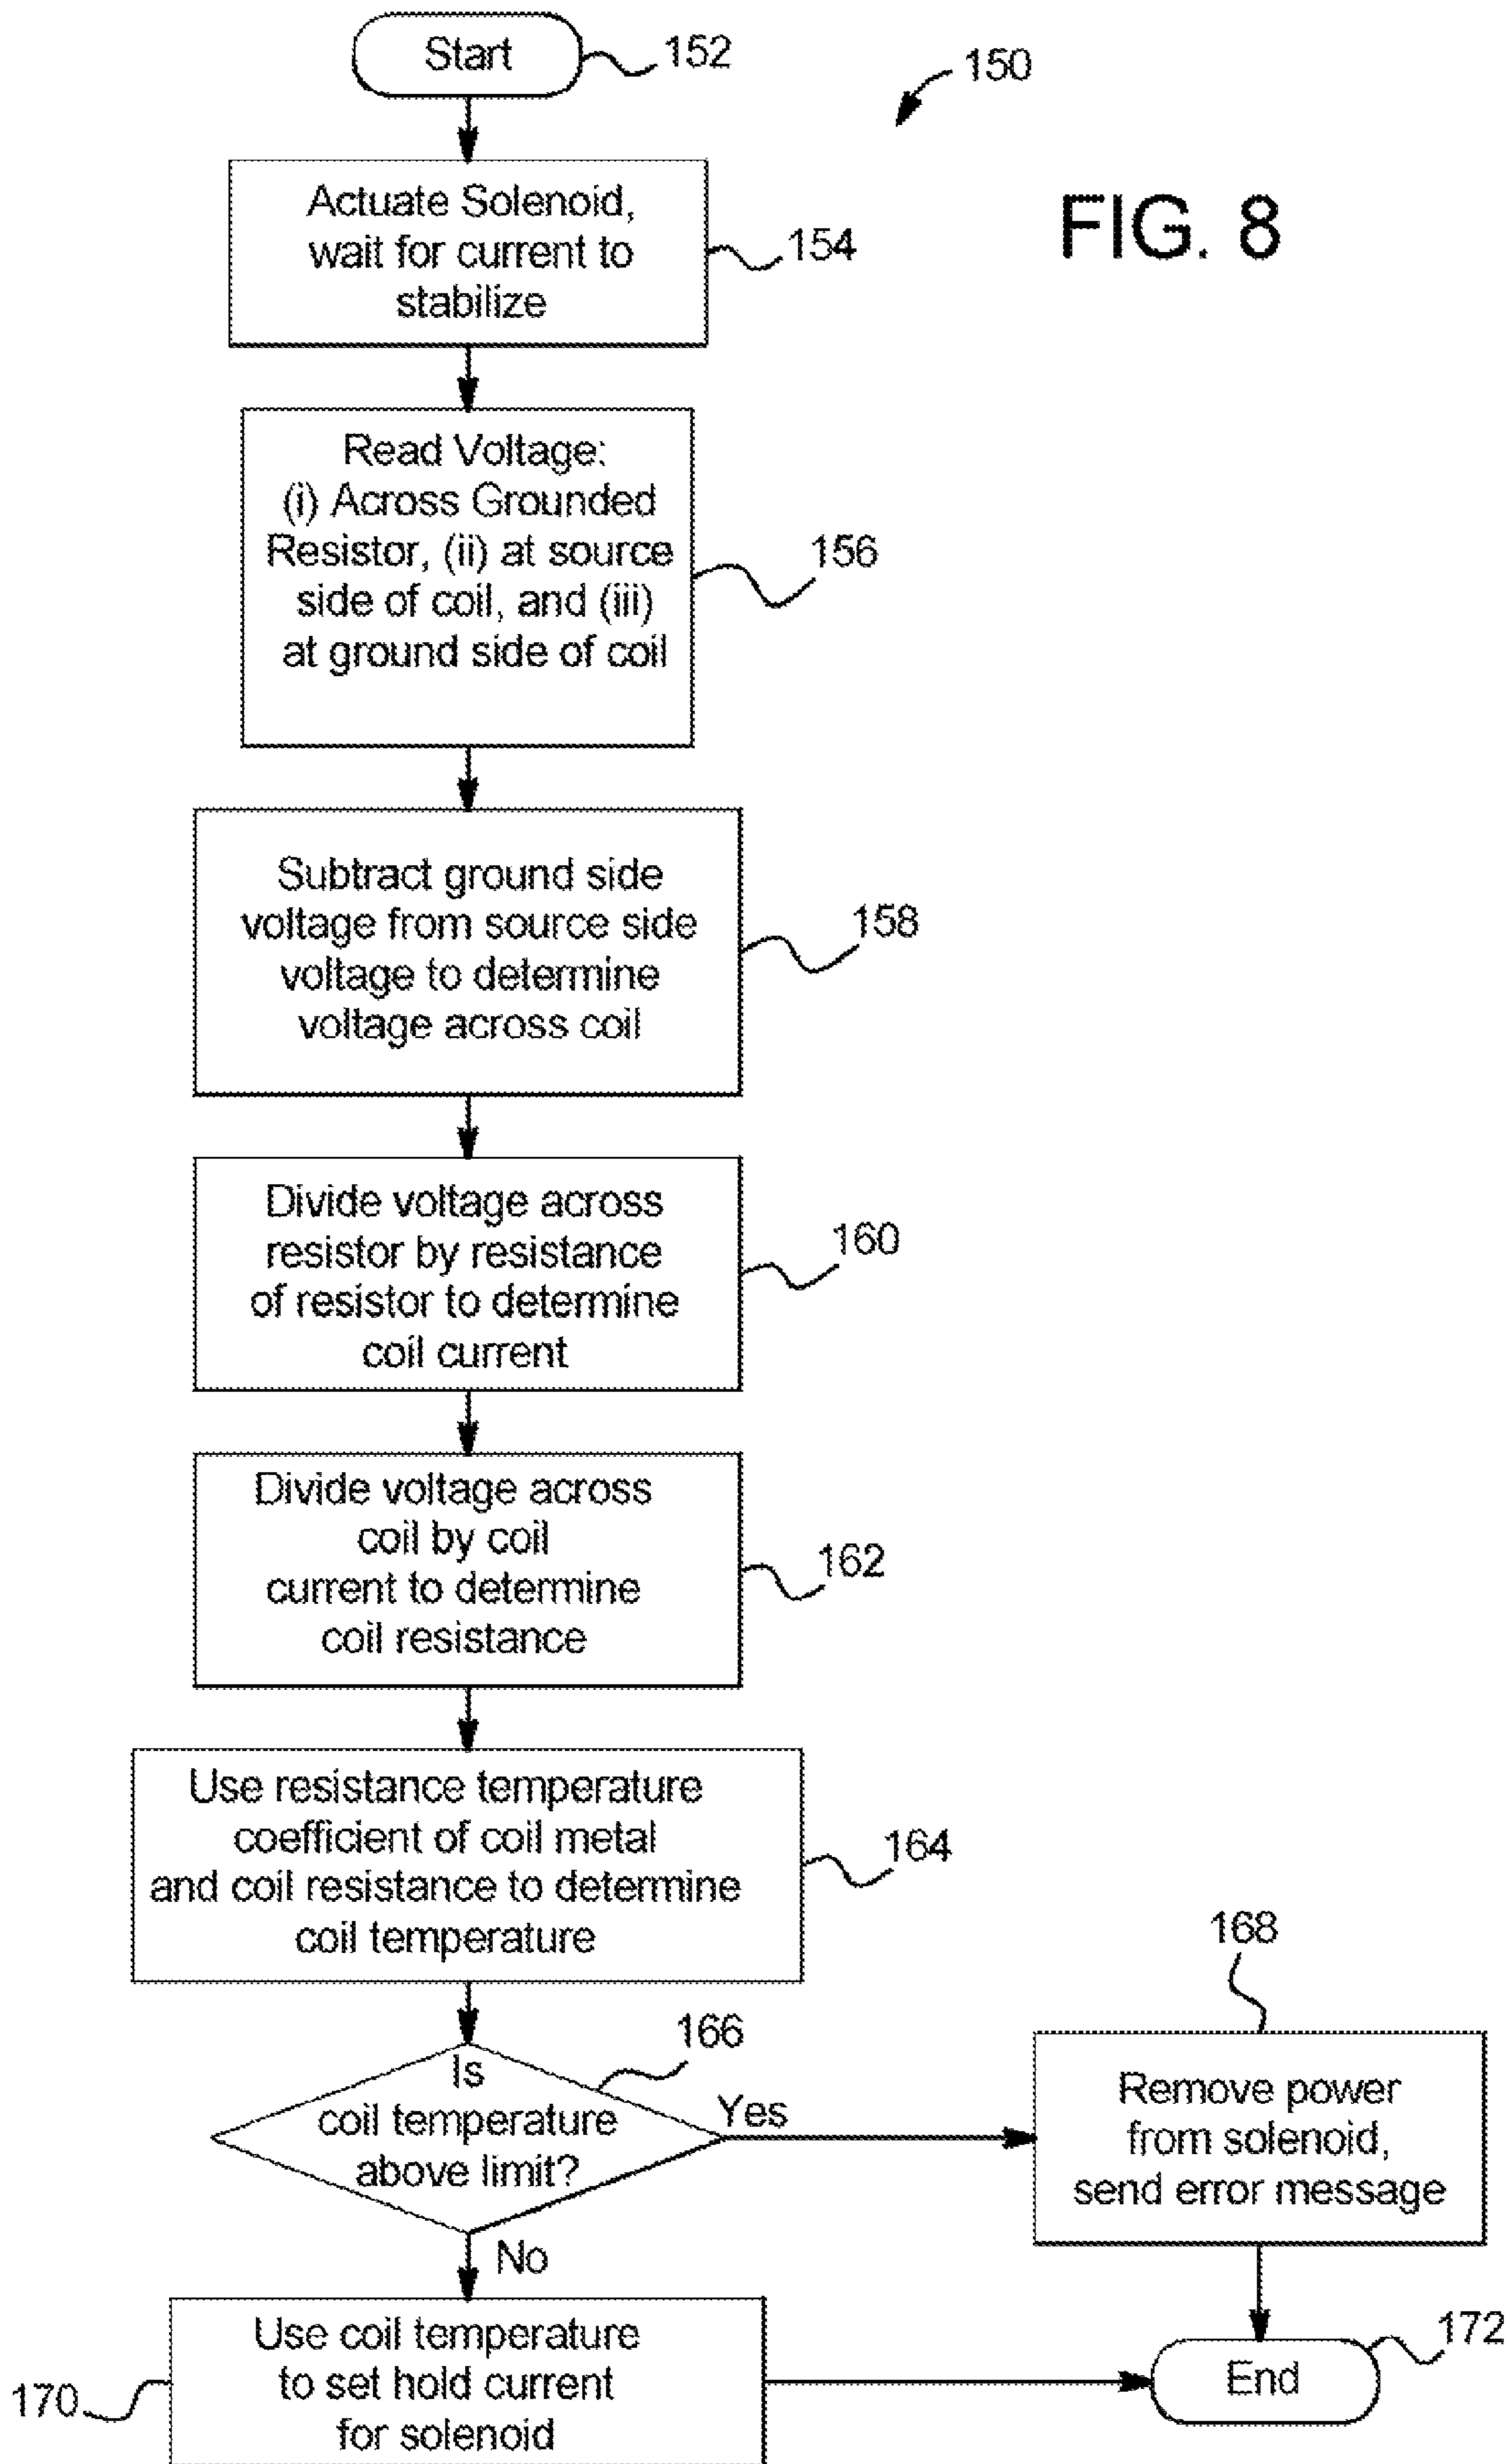 Start
152
150
FIG. 8
Actuate Solenoid,
wait for current to
stabilize
154
Read Voltage:
(i) Across Grounded
Resistor, (ii) at source
side of coil, and (iii)
at ground side of coil
156
Subtract ground side
voltage from source side
voltage to determine
voltage across coil
158
Divide voltage across
resistor by resistance
of resistor to determine
coil current
160
Divide voltage across
coil by coil
current to determine
coil resistance
162
Use resistance temperature
coefficient of coil metal
and coil resistance to determine
coil temperature
164
Is
coil temperature
above limit?
166
Yes
No
168
Remove power
from solenoid,
send error message
Use coil temperature
to set hold current
for solenoid
170
End
172